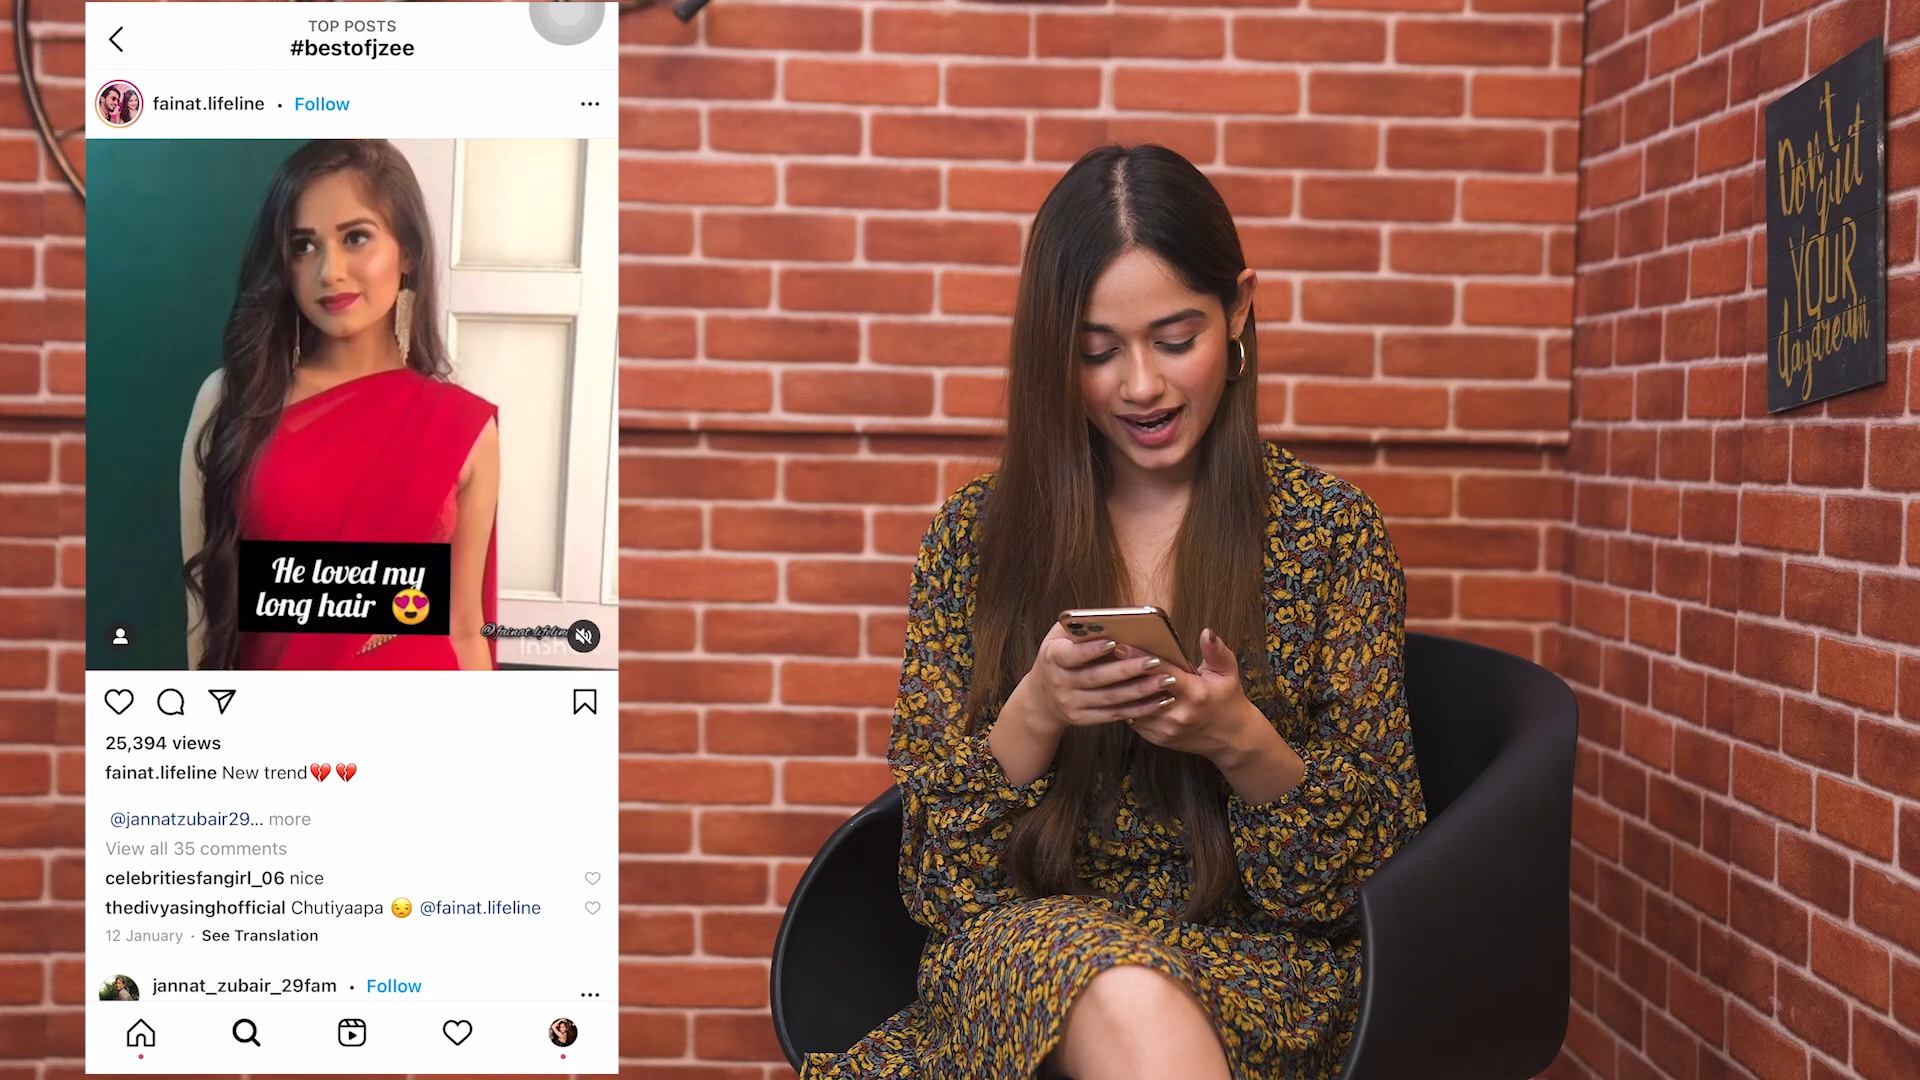 TOP POSTS
#bestofjzee
fainat.lifeline • Follow
He loved my
long hair 😍
@fainat.lifeline
25,394 views
fainat.lifeline New trend💔💔
@jannatzubair29... more
View all 35 comments
celebritiesfangirl_06 nice
thedivyasinghofficial Chutiyaapa 😒 @fainat.lifeline
12 January · See Translation
jannat_zubair_29fam • Follow
Don't
quit
YOUR
daydream